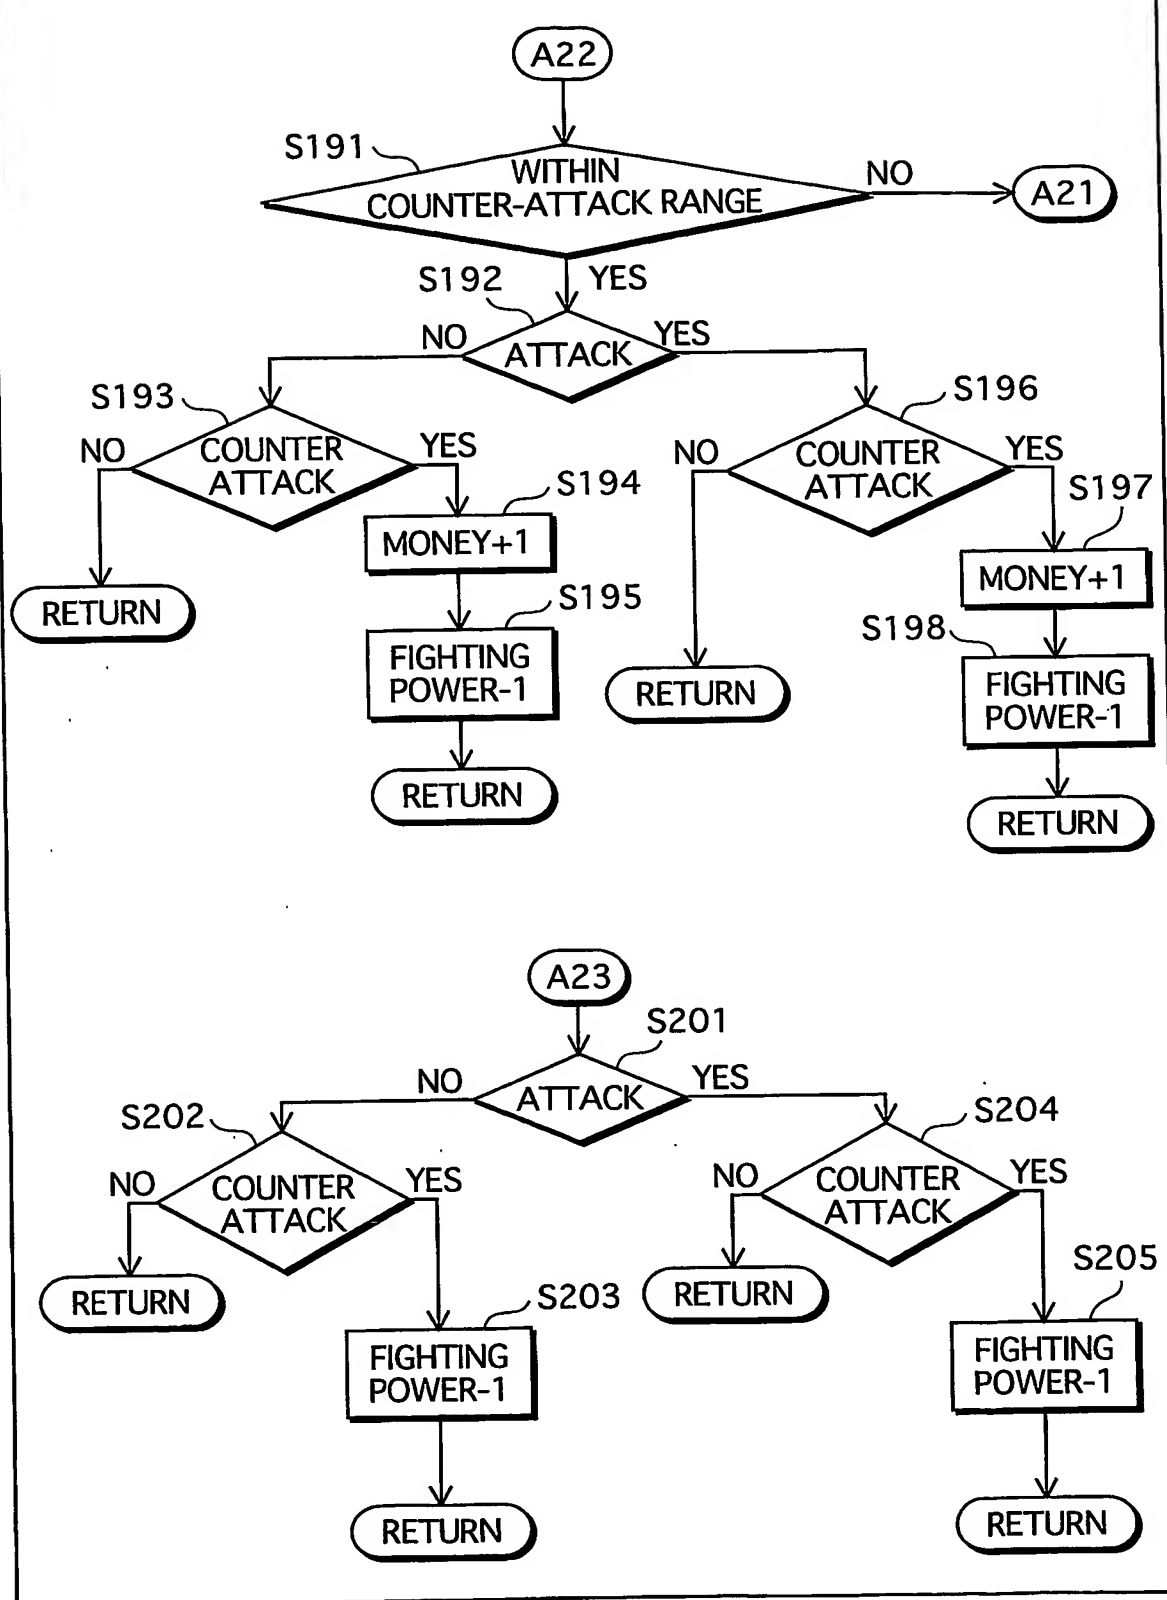 A22
S191
WITHIN
COUNTER-ATTACK RANGE
NO
A21
YES
S192
NO
ATTACK
YES
S193
NO
COUNTER
ATTACK
YES
S194
MONEY+1
S195
FIGHTING
POWER-1
RETURN
RETURN
S196
NO
COUNTER
ATTACK
YES
S197
MONEY+1
S198
FIGHTING
POWER-1
RETURN
RETURN
A23
S201
NO
ATTACK
YES
S202
NO
COUNTER
ATTACK
YES
RETURN
S203
FIGHTING
POWER-1
RETURN
S204
NO
COUNTER
ATTACK
YES
RETURN
S205
FIGHTING
POWER-1
RETURN